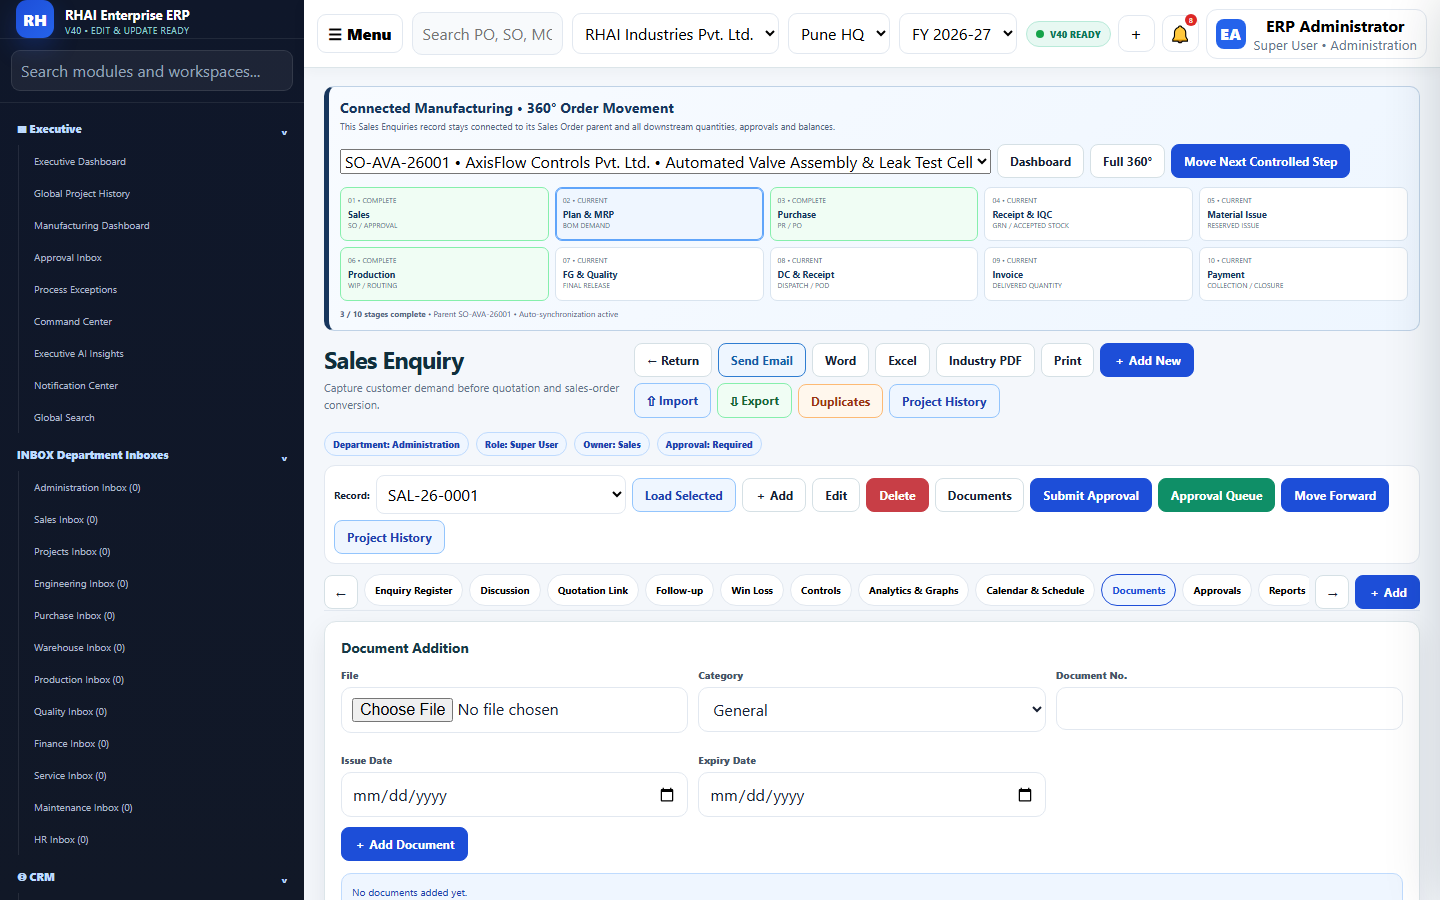 RH
RHAI Enterprise ERP
V40 • EDIT & UPDATE READY
Search modules and workspaces...
Executive
Executive Dashboard
Global Project History
Manufacturing Dashboard
Approval Inbox
Process Exceptions
Command Center
Executive AI Insights
Notification Center
Global Search
INBOX Department Inboxes
Administration Inbox (0)
Sales Inbox (0)
Projects Inbox (0)
Engineering Inbox (0)
Purchase Inbox (0)
Warehouse Inbox (0)
Production Inbox (0)
Quality Inbox (0)
Finance Inbox (0)
Service Inbox (0)
Maintenance Inbox (0)
HR Inbox (0)
CRM
☰ Menu
Search PO, SO, MO
RHAI Industries Pvt. Ltd.
Pune HQ
FY 2026-27
V40 READY
+
8
EA
ERP Administrator
Super User • Administration
Connected Manufacturing • 360° Order Movement
This Sales Enquiries record stays connected to its Sales Order parent and all downstream quantities, approvals and balances.
SO-AVA-26001 • AxisFlow Controls Pvt. Ltd. • Automated Valve Assembly & Leak Test Cell
Dashboard
Full 360°
Move Next Controlled Step
01 • COMPLETE
Sales
SO / APPROVAL
02 • CURRENT
Plan & MRP
BOM DEMAND
03 • COMPLETE
Purchase
PR / PO
04 • CURRENT
Receipt & IQC
GRN / ACCEPTED STOCK
05 • CURRENT
Material Issue
RESERVED ISSUE
06 • COMPLETE
Production
WIP / ROUTING
07 • CURRENT
FG & Quality
FINAL RELEASE
08 • CURRENT
DC & Receipt
DISPATCH / POD
09 • CURRENT
Invoice
DELIVERED QUANTITY
10 • CURRENT
Payment
COLLECTION / CLOSURE
3 / 10 stages complete • Parent SO-AVA-26001 • Auto-synchronization active
Sales Enquiry
Capture customer demand before quotation and sales-order
conversion.
← Return
Send Email
Word
Excel
Industry PDF
Print
+ Add New
⇧ Import
⇩ Export
Duplicates
Project History
Department: Administration
Role: Super User
Owner: Sales
Approval: Required
Record:
SAL-26-0001
Load Selected
+ Add
Edit
Delete
Documents
Submit Approval
Approval Queue
Move Forward
Project History
←
Enquiry Register
Discussion
Quotation Link
Follow-up
Win Loss
Controls
Analytics & Graphs
Calendar & Schedule
Documents
Approvals
Reports
→
+ Add
Document Addition
File
Category
Document No.
Choose File No file chosen
General
Issue Date
Expiry Date
mm/dd/yyyy
mm/dd/yyyy
+ Add Document
No documents added yet.